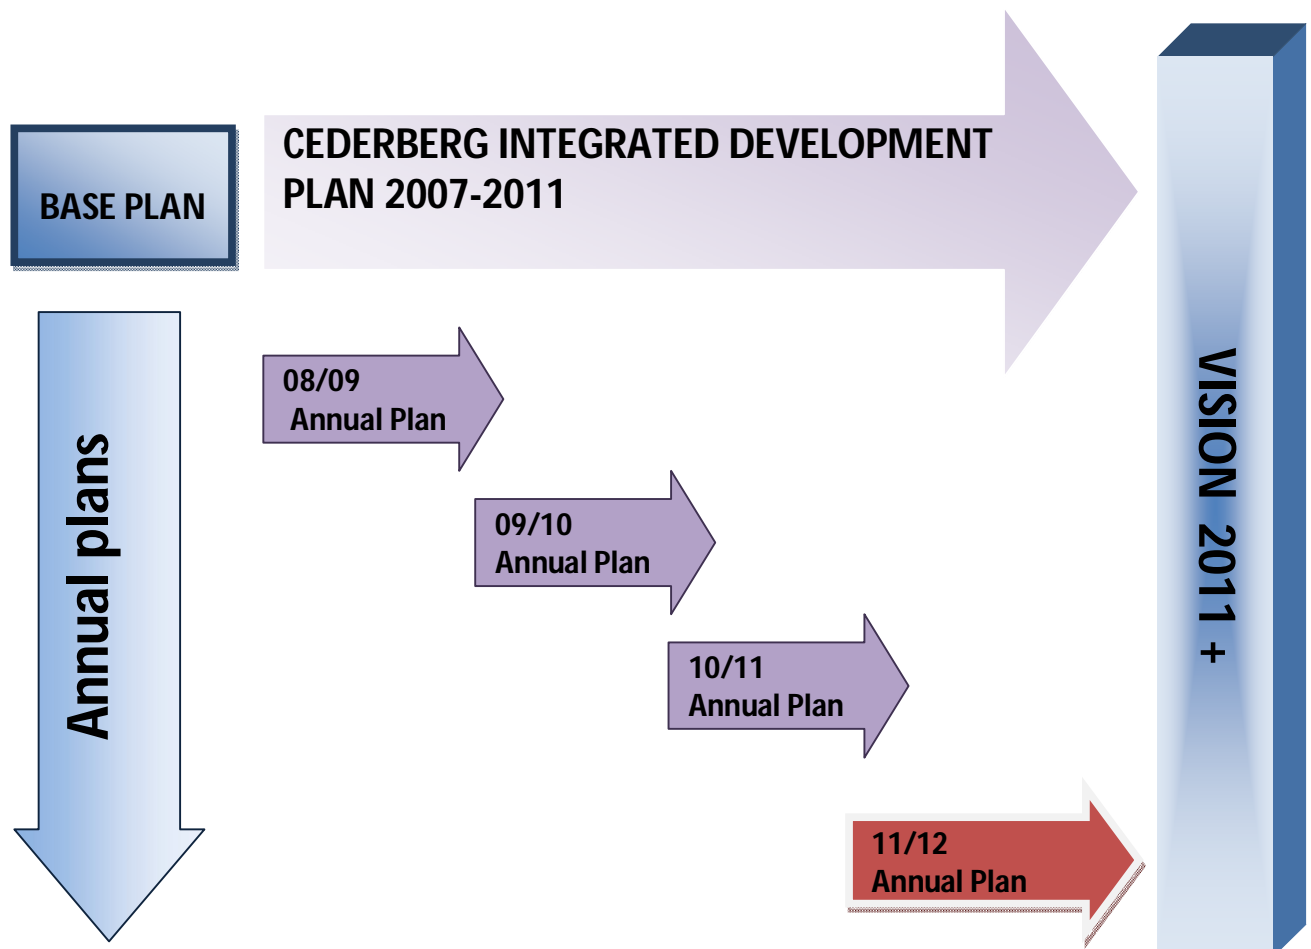 BASE PLAN
CEDERBERG INTEGRATED DEVELOPMENT
PLAN 2007-2011
Annual plans
08/09
Annual Plan
09/10
Annual Plan
10/11
Annual Plan
11/12
Annual Plan
VISION 2011 +